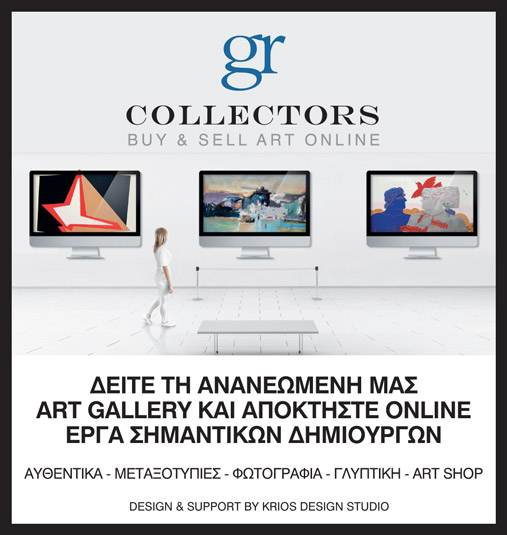 gr
COLLECTORS
BUY & SELL ART ONLINE
ΔΕΙΤΕ ΤΗ ΑΝΑΝΕΩΜΕΝΗ ΜΑΣ
ART GALLERY ΚΑΙ ΑΠΟΚΤΗΣΤΕ ONLINE
ΕΡΓΑ ΣΗΜΑΝΤΙΚΩΝ ΔΗΜΙΟΥΡΓΩΝ
ΑΥΘΕΝΤΙΚΑ - ΜΕΤΑΞΟΤΥΠΙΕΣ - ΦΩΤΟΓΡΑΦΙΑ - ΓΛΥΠΤΙΚΗ - ART SHOP
DESIGN & SUPPORT BY KRIOS DESIGN STUDIO